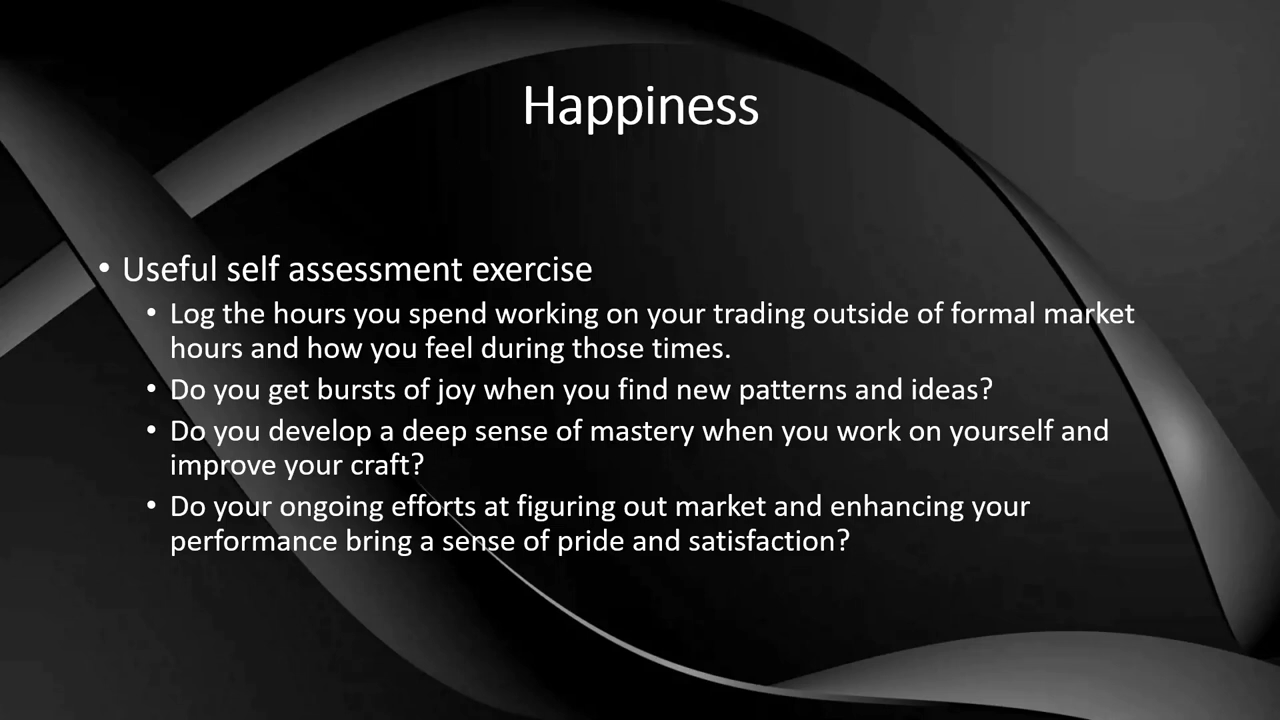 Happiness
• Useful self assessment exercise
• Log the hours you spend working on your trading outside of formal market
hours and how you feel during those times.
• Do you get bursts of joy when you find new patterns and ideas?
• Do you develop a deep sense of mastery when you work on yourself and
improve your craft?
• Do your ongoing efforts at figuring out market and enhancing your
performance bring a sense of pride and satisfaction?